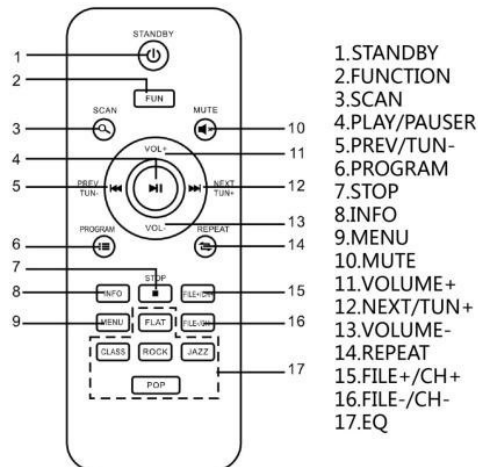 STANDBY
1
2
FUN
SCAN
MUTE
3
10
VOL+
11
4
5
PREV
TUN-
NEXT
TUN+
12
VOL-
13
PROGRAM
REPEAT
6
14
7
STOP
8
INFO
15
9
MENU
FLAT
FILE-/CH-
16
CLASS
ROCK
JAZZ
17
POP
1.STANDBY
2.FUNCTION
3.SCAN
4.PLAY/PAUSER
5.PREV/TUN-
6.PROGRAM
7.STOP
8.INFO
9.MENU
10.MUTE
11.VOLUME+
12.NEXT/TUN+
13.VOLUME-
14.REPEAT
15.FILE+/CH+
16.FILE-/CH-
17.EQ